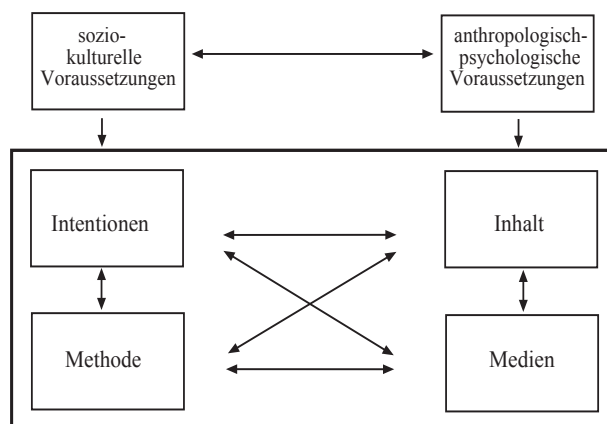 sozio-
kulturelle
Voraussetzungen
anthropologisch-
psychologische
Voraussetzungen
Intentionen
Inhalt
Methode
Medien